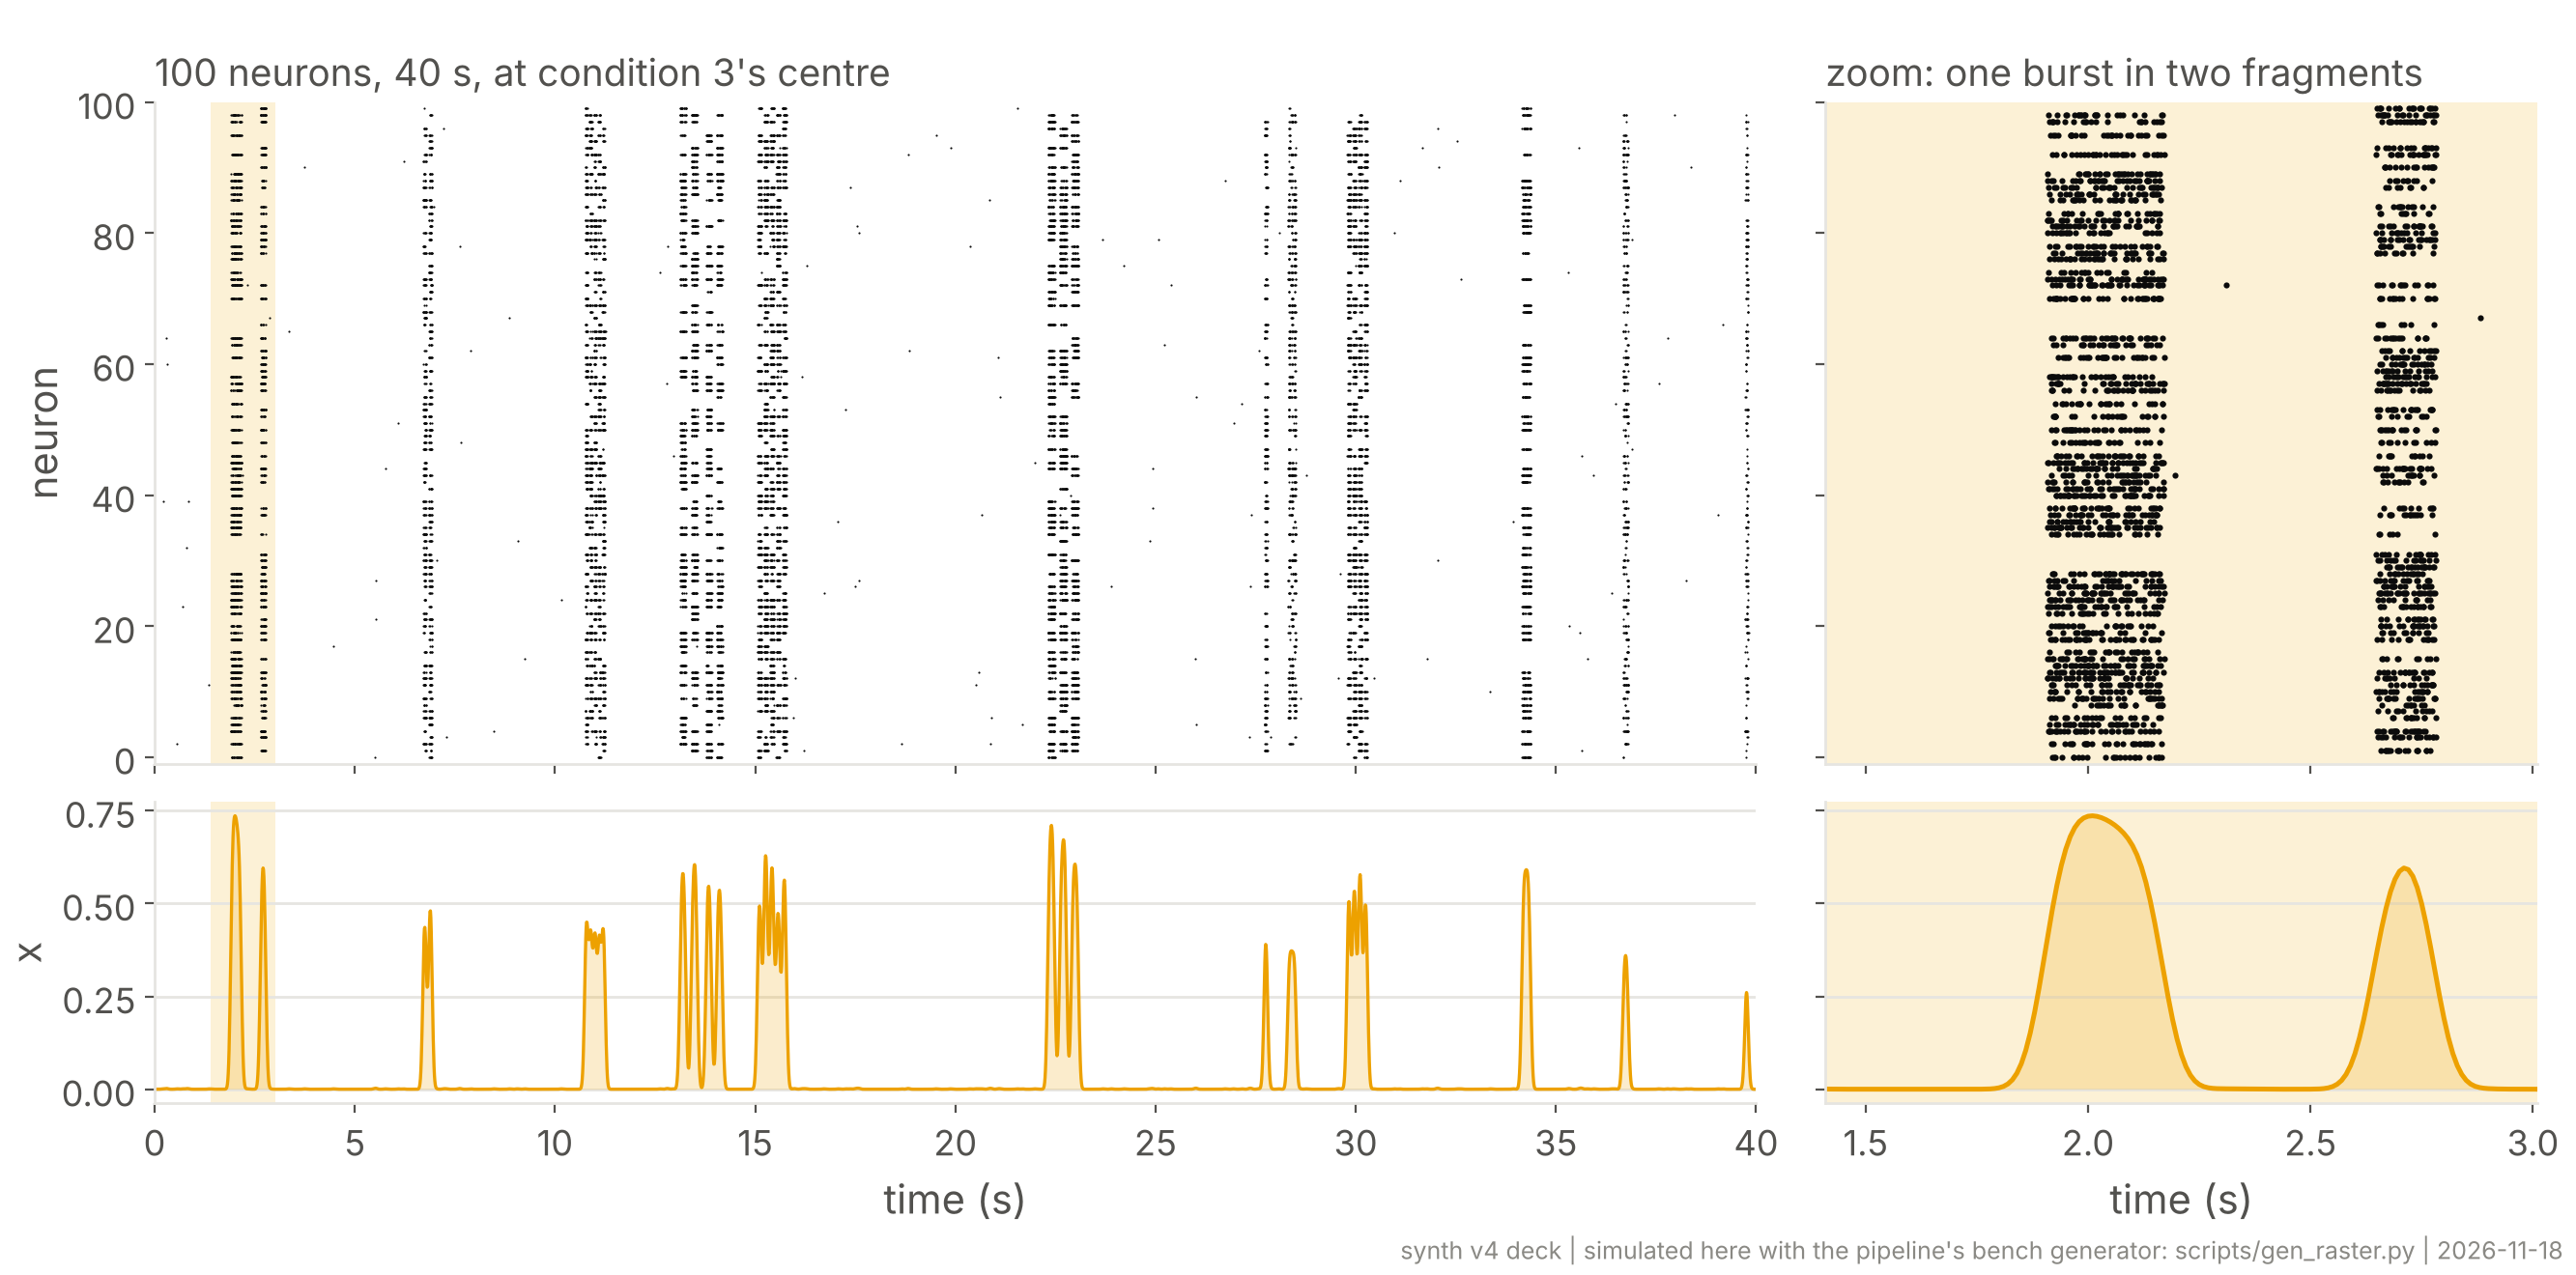 100 neurons, 40 s, at condition 3's centre
zoom: one burst in two fragments
100
80
60
40
20
0
neuron
0.75
0.50
0.25
0.00
x
0 5 10 15 20 25 30 35 40
1.5 2.0 2.5 3.0
time (s)
time (s)
synth v4 deck | simulated here with the pipeline's bench generator: scripts/gen_raster.py | 2026-11-18